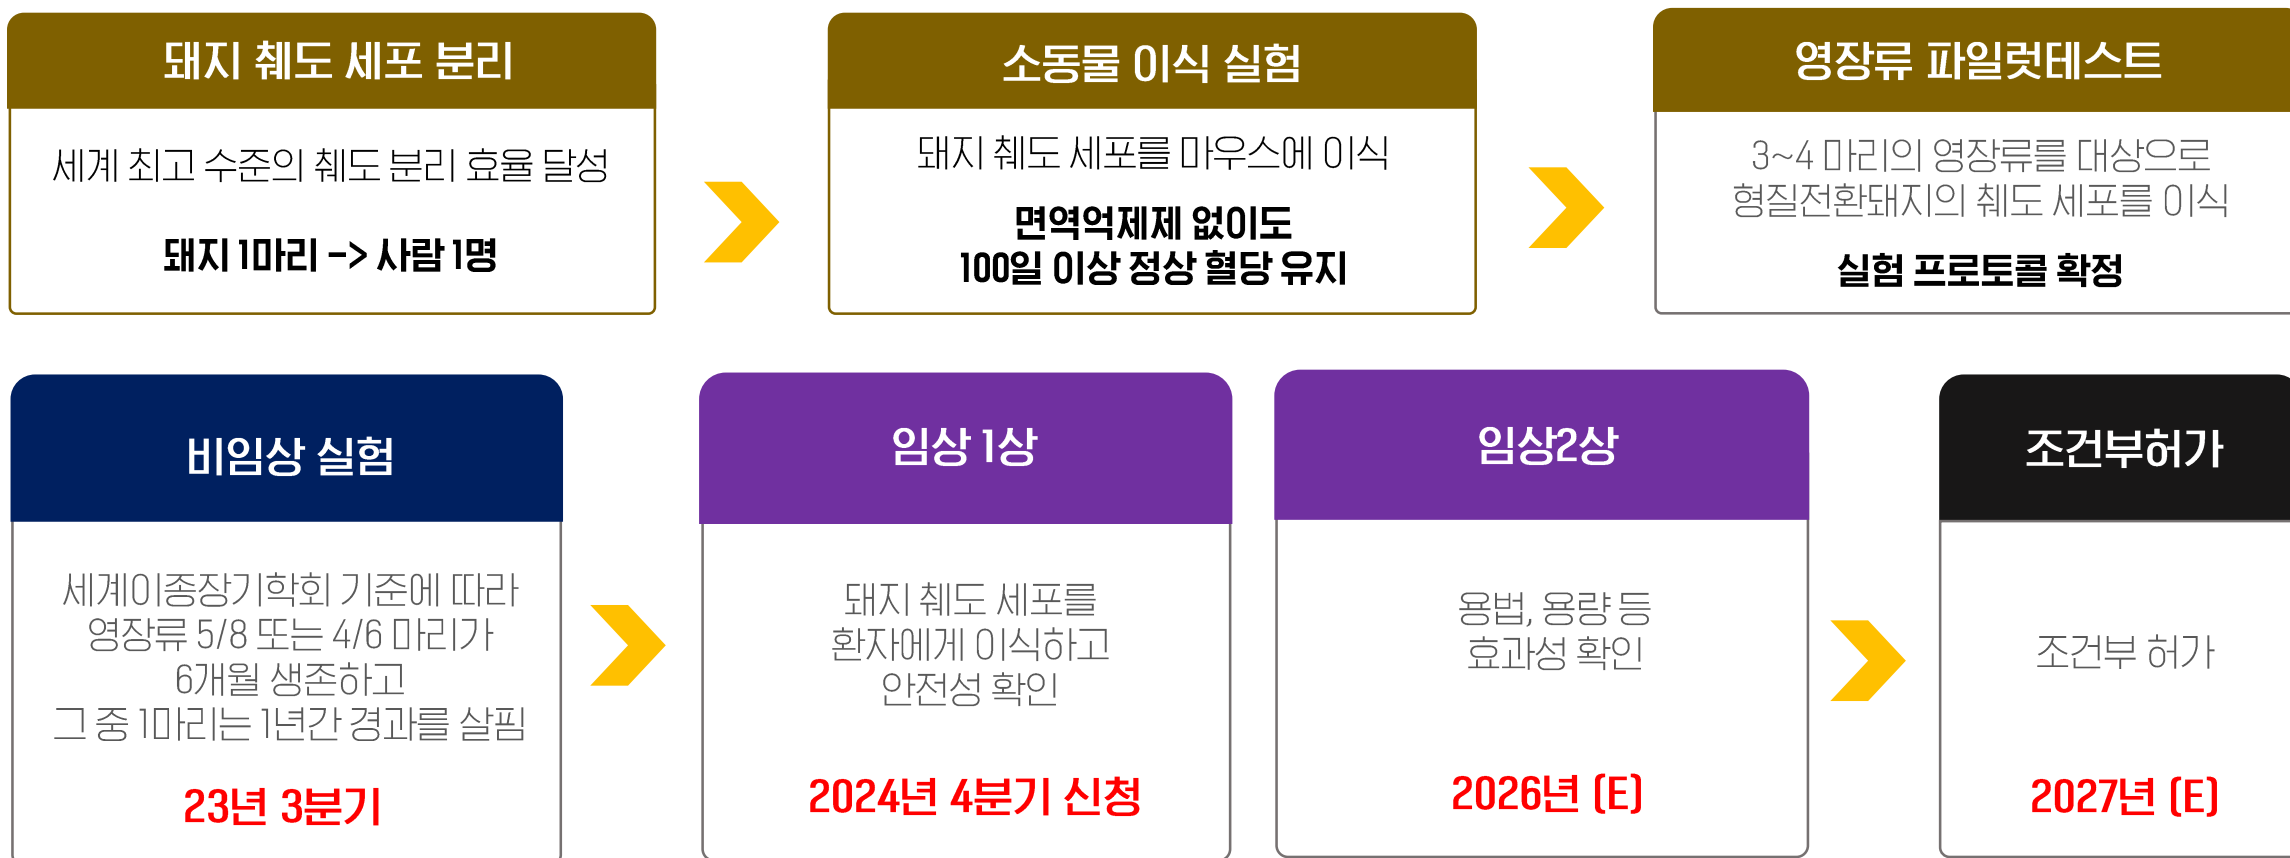 돼지 췌도 세포 분리
세계 최고 수준의 췌도 분리 효율 달성
돼지 1마리 -> 사람 1명
소동물 이식 실험
돼지 췌도 세포를 마우스에 이식
면역억제제 없이도
100일 이상 정상 혈당 유지
영장류 파일럿테스트
3~4 마리의 영장류를 대상으로
형질전환돼지의 췌도 세포를 이식
실험 프로토콜 확정
비임상 실험
세계이종장기학회 기준에 따라
영장류 5/8 또는 4/6 마리가
6개월 생존하고
그 중 1마리는 1년간 경과를 살핌
23년 3분기
임상 1상
돼지 췌도 세포를
환자에게 이식하고
안전성 확인
2024년 4분기 신청
임상2상
용법, 용량 등
효과성 확인
2026년 (E)
조건부허가
조건부 허가
2027년 (E)